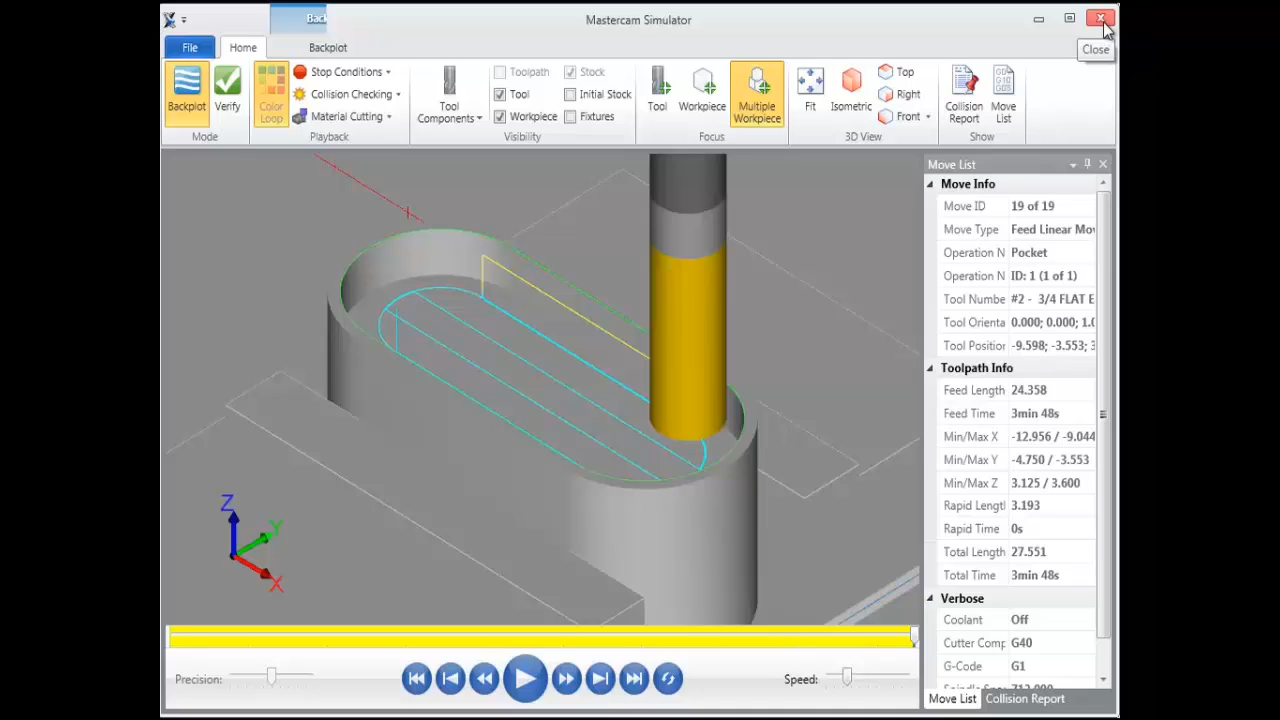 Back
Mastercam Simulator
File
Home
Backplot
Close
Backplot
Verify
Mode
Color Loop
Stop Conditions
Collision Checking
Material Cutting
Playback
Tool Components
Toolpath
Stock
Tool
Initial Stock
Workpiece
Fixtures
Visibility
Tool
Workpiece
Multiple Workpiece
Focus
Fit
Isometric
Top
Right
Front
3D View
Collision Report
Move List
Show
Move List
Move Info
Move ID 19 of 19
Move Type Feed Linear Mov
Operation N Pocket
Operation N ID: 1 (1 of 1)
Tool Numbe #2 - 3/4 FLAT E
Tool Orienta 0.000; 0.000; 1.0
Tool Position -9.598; -3.553; 3
Toolpath Info
Feed Length 24.358
Feed Time 3min 48s
Min/Max X -12.956 / -9.044
Min/Max Y -4.750 / -3.553
Min/Max Z 3.125 / 3.600
Rapid Lengtl 3.193
Rapid Time 0s
Total Length 27.551
Total Time 3min 48s
Verbose
Coolant Off
Cutter Comp G40
G-Code G1
Z
Y
X
Precision:
Speed:
Move List
Collision Report